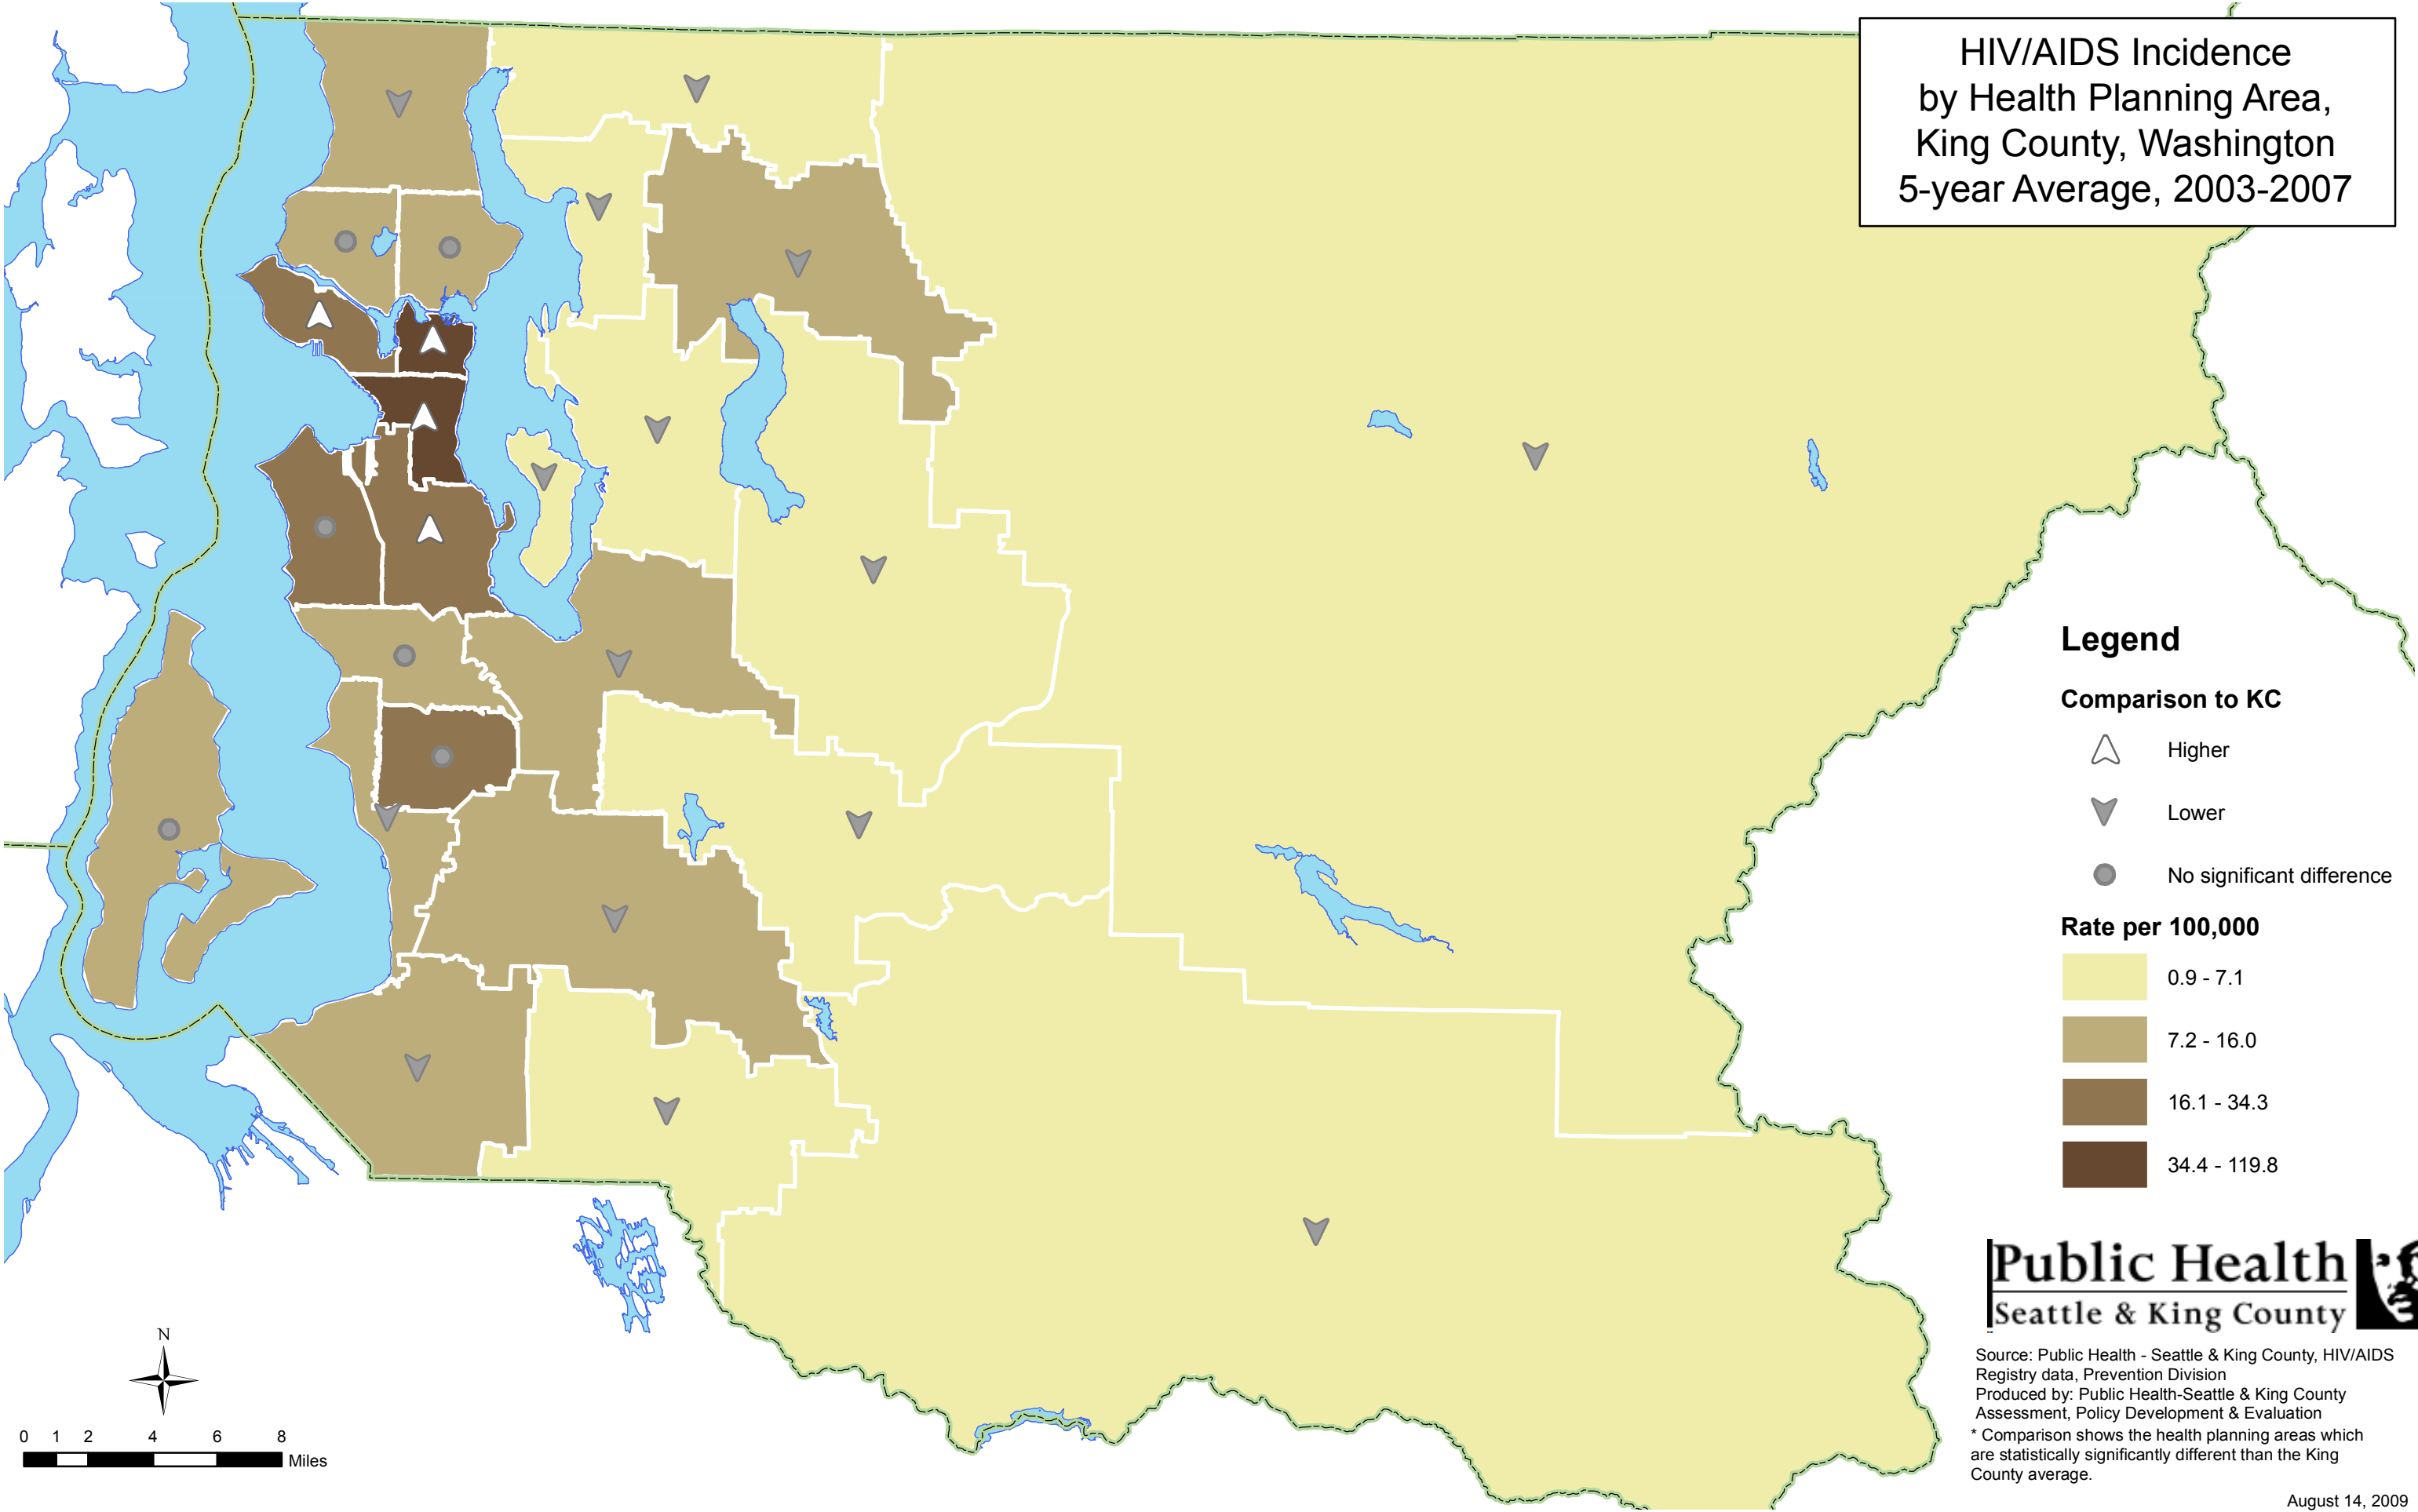 HIV/AIDS Incidence
by Health Planning Area,
King County, Washington
5-year Average, 2003-2007
Legend
Comparison to KC
Higher
Lower
No significant difference
Rate per 100,000
0.9 - 7.1
7.2 - 16.0
16.1 - 34.3
34.4 - 119.8
Public Health
Seattle & King County
Source: Public Health - Seattle & King County, HIV/AIDS
Registry data, Prevention Division
Produced by: Public Health-Seattle & King County
Assessment, Policy Development & Evaluation
* Comparison shows the health planning areas which
are statistically significantly different than the King
County average.
August 14, 2009
N
0 1 2 4 6 8
Miles